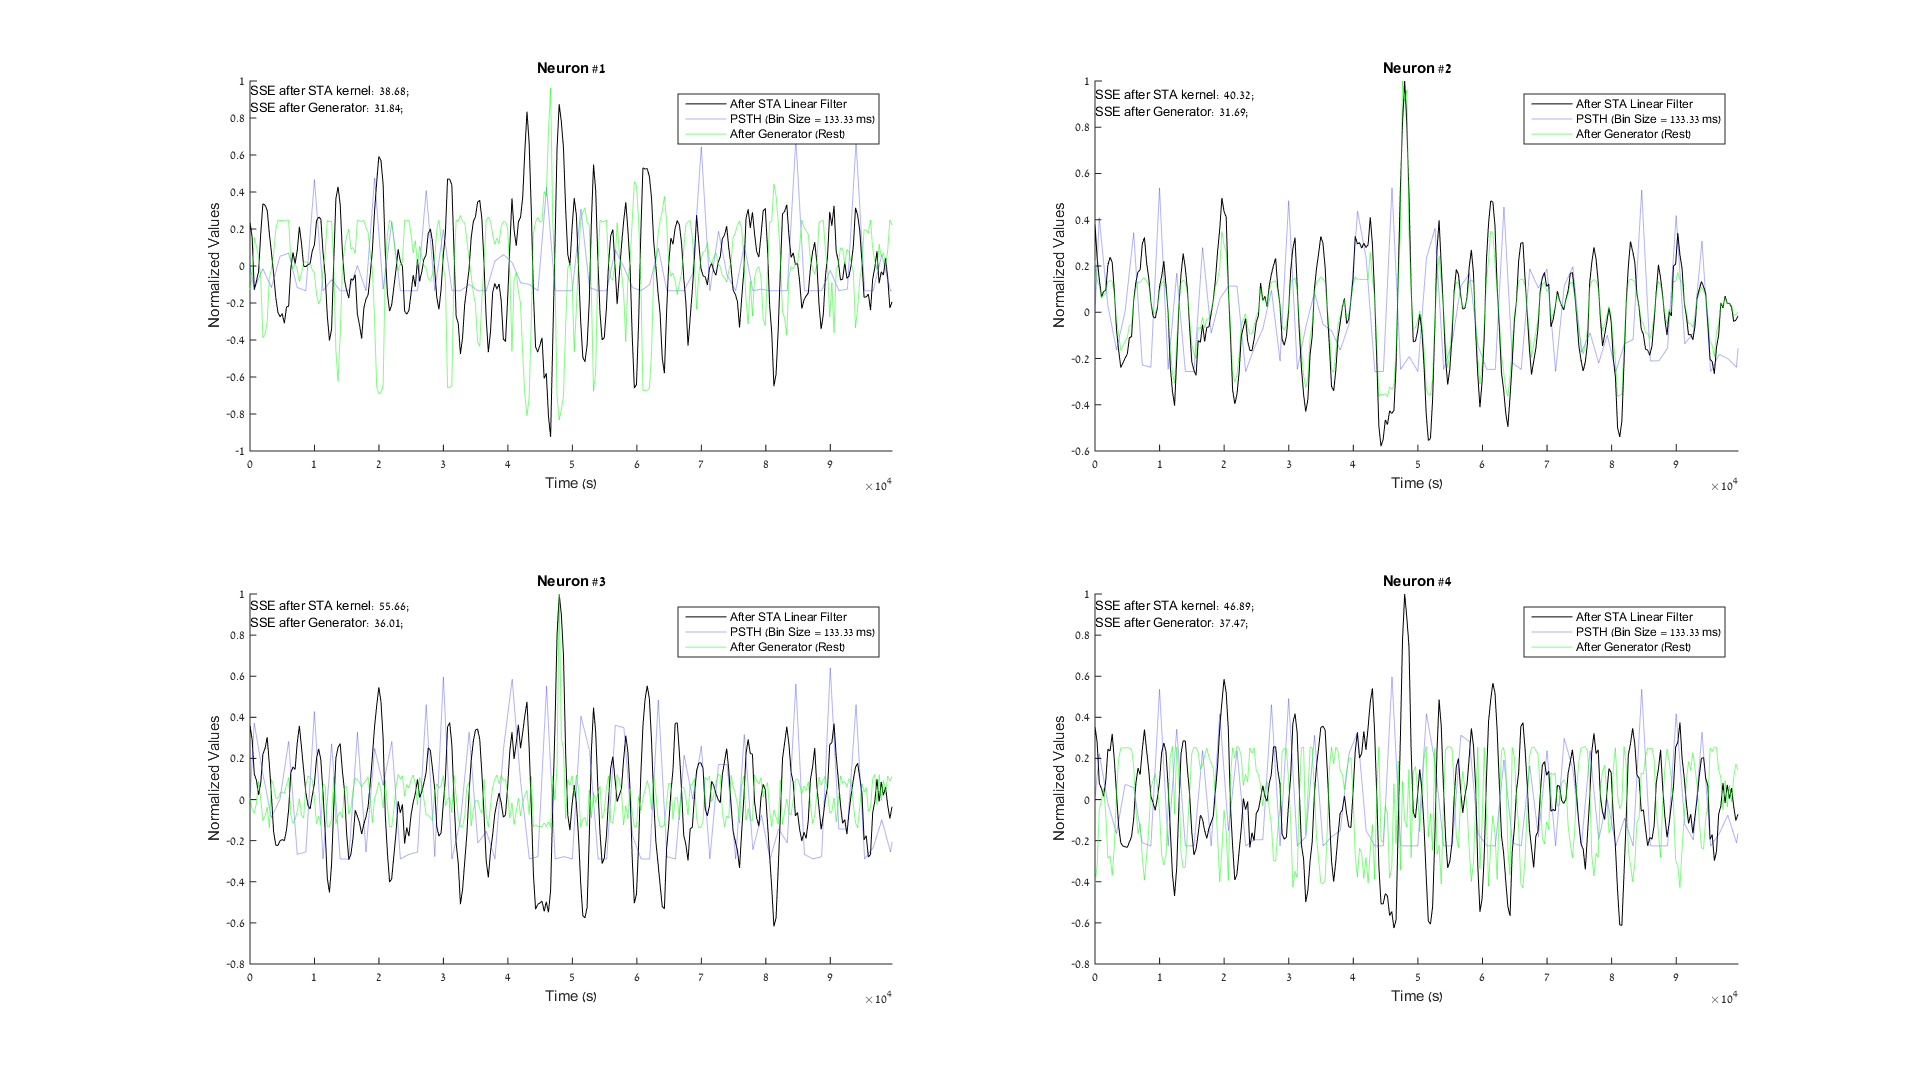 Neuron #1
SSE after STA kernel: 38.68;
SSE after Generator: 31.84;
After STA Linear Filter
PSTH (Bin Size = 133.33 ms)
After Generator (Rest)
Normalized Values
1
0.8
0.6
0.4
0.2
0
-0.2
-0.4
-0.6
-0.8
-1
0 1 2 3 4 5 6 7 8 9
Time (s)
×10^4
Neuron #2
SSE after STA kernel: 40.32;
SSE after Generator: 31.69;
After STA Linear Filter
PSTH (Bin Size = 133.33 ms)
After Generator (Rest)
Normalized Values
1
0.8
0.6
0.4
0.2
0
-0.2
-0.4
-0.6
0 1 2 3 4 5 6 7 8 9
Time (s)
×10^4
Neuron #3
SSE after STA kernel: 55.66;
SSE after Generator: 36.01;
After STA Linear Filter
PSTH (Bin Size = 133.33 ms)
After Generator (Rest)
Normalized Values
1
0.8
0.6
0.4
0.2
0
-0.2
-0.4
-0.6
-0.8
0 1 2 3 4 5 6 7 8 9
Time (s)
×10^4
Neuron #4
SSE after STA kernel: 46.89;
SSE after Generator: 37.47;
After STA Linear Filter
PSTH (Bin Size = 133.33 ms)
After Generator (Rest)
Normalized Values
1
0.8
0.6
0.4
0.2
0
-0.2
-0.4
-0.6
-0.8
0 1 2 3 4 5 6 7 8 9
Time (s)
×10^4